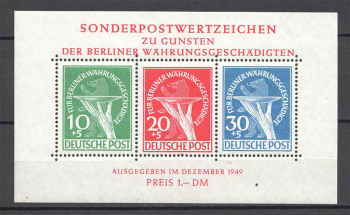 SONDERPOSTWERTZEICHEN
ZU GUNSTEN
DER BERLINER WÄHRUNGSGESCHÄDIGTEN
FÜR BERLINER WÄHRUNGSGESCHÄDIGTE
10
+5
DEUTSCHE POST
FÜR BERLINER WÄHRUNGSGESCHÄDIGTE
20
+5
DEUTSCHE POST
FÜR BERLINER WÄHRUNGSGESCHÄDIGTE
30
+5
DEUTSCHE POST
AUSGEGEBEN IM DEZEMBER 1949
PREIS 1.— DM